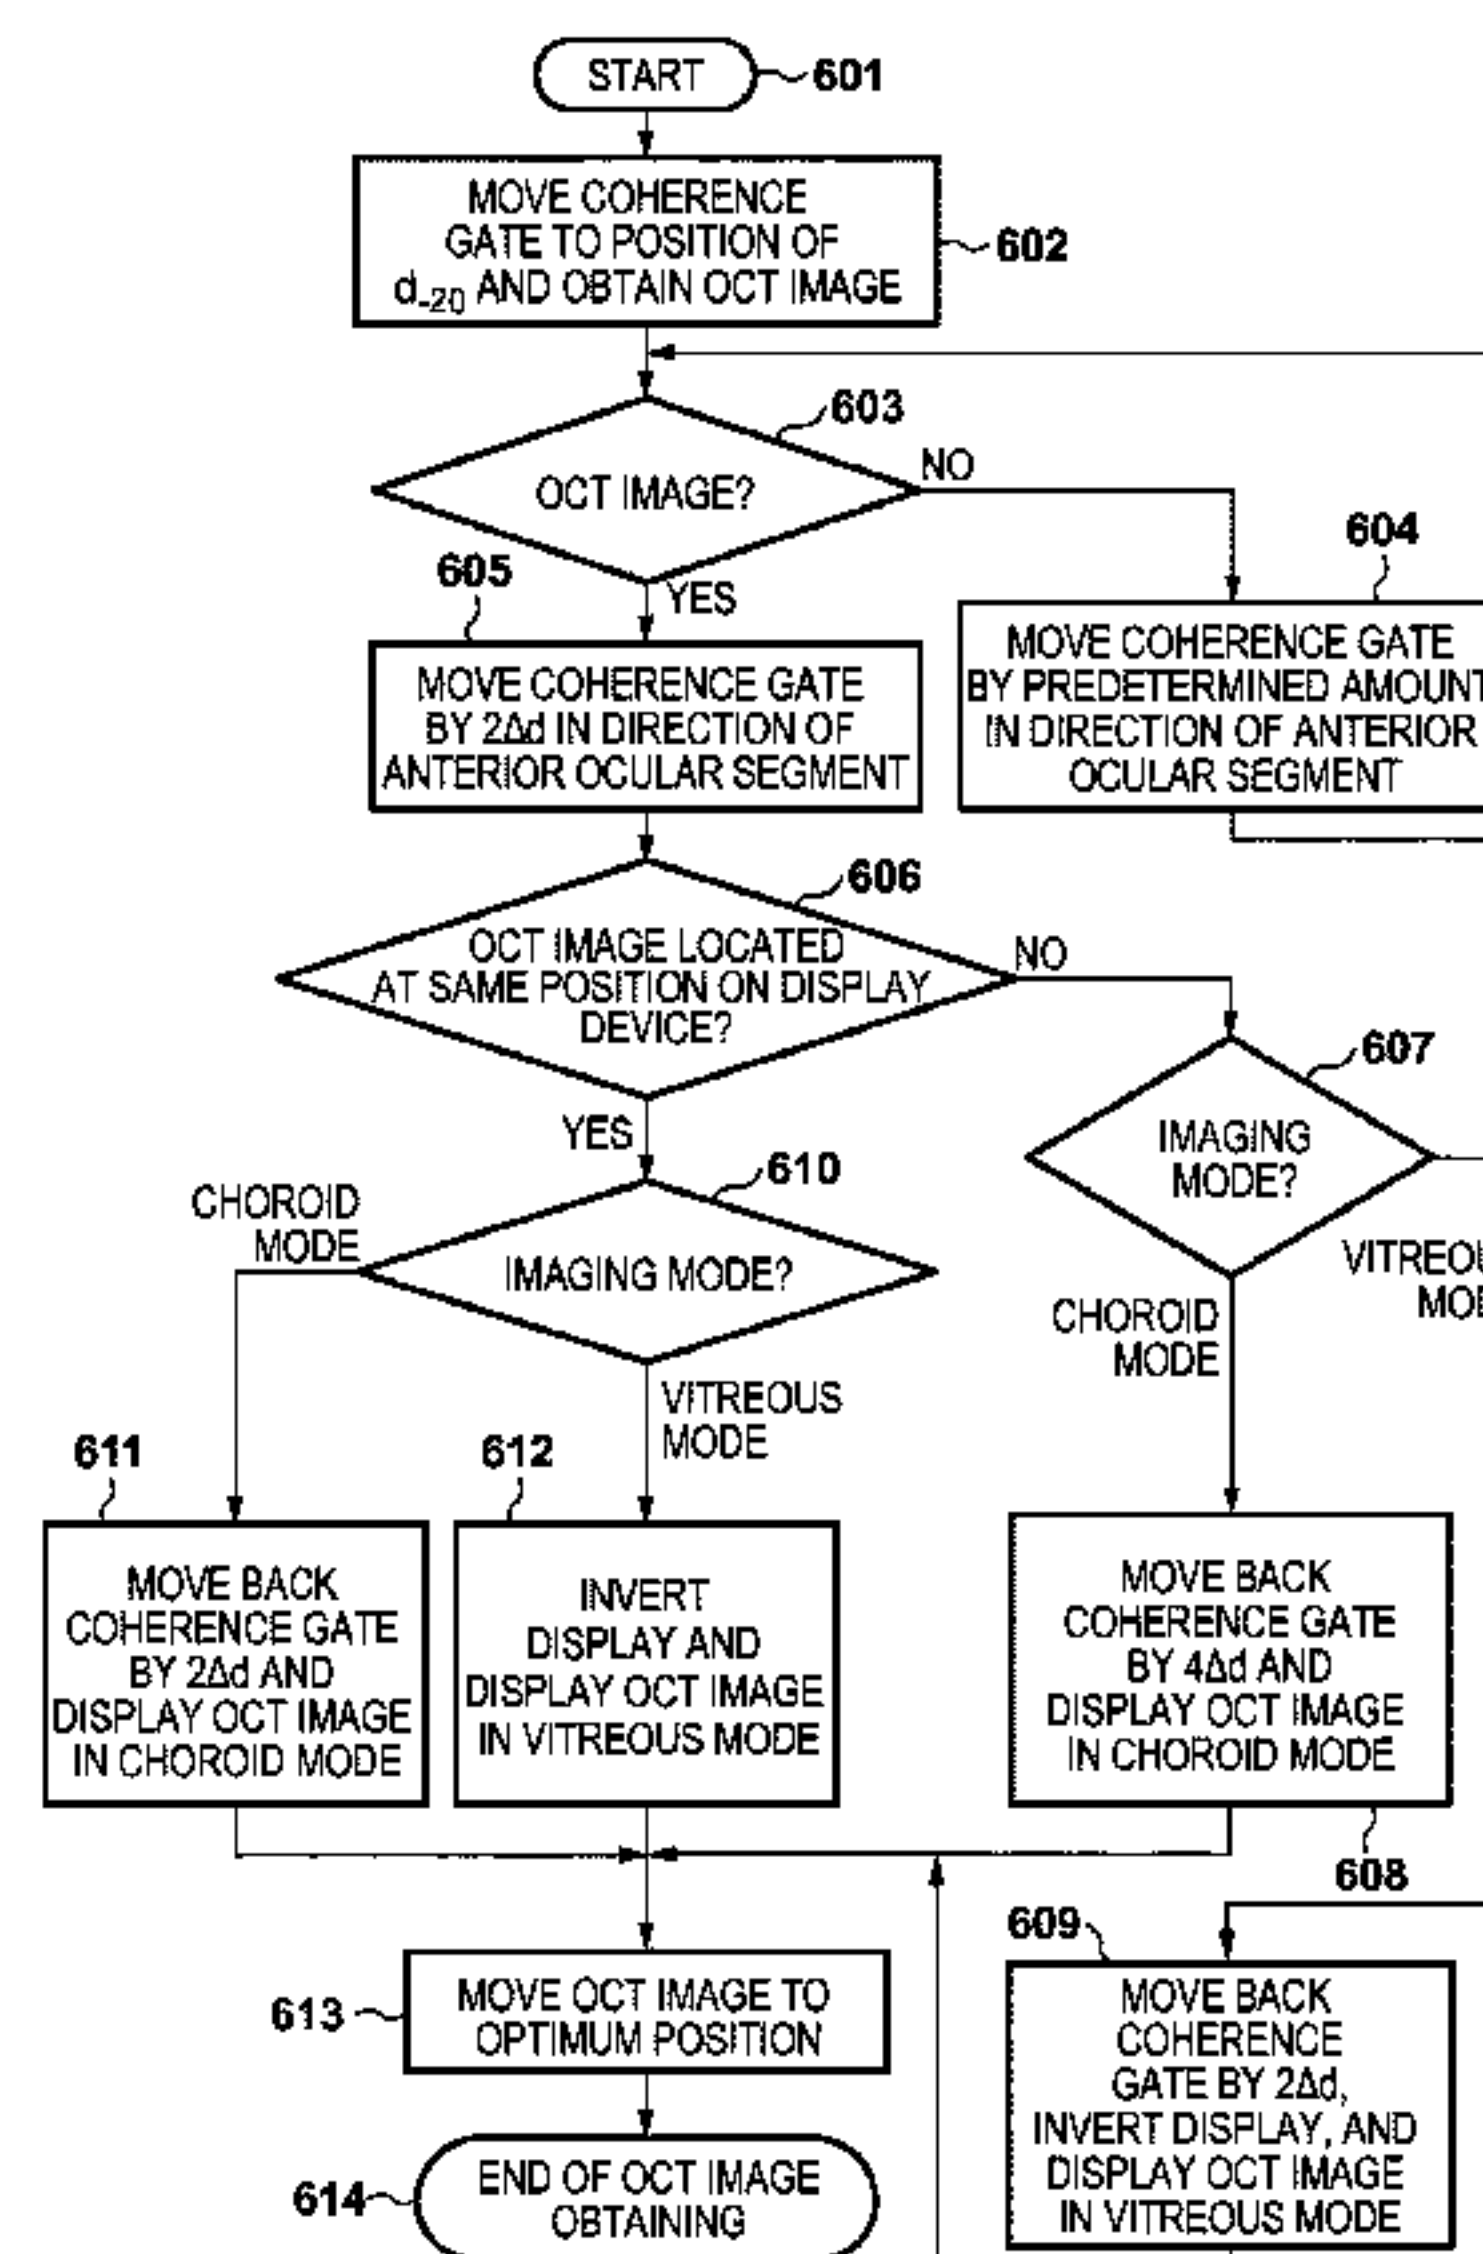 START
601
MOVE COHERENCE
GATE TO POSITION OF
d-20 AND OBTAIN OCT IMAGE
602
603
OCT IMAGE?
NO
YES
604
MOVE COHERENCE GATE
BY PREDETERMINED AMOUNT
IN DIRECTION OF ANTERIOR
OCULAR SEGMENT
605
MOVE COHERENCE GATE
BY 2Δd IN DIRECTION OF
ANTERIOR OCULAR SEGMENT
606
OCT IMAGE LOCATED
AT SAME POSITION ON DISPLAY
DEVICE?
NO
YES
607
IMAGING
MODE?
VITREOU
MOD
CHOROID
MODE
610
IMAGING MODE?
CHOROID
MODE
VITREOUS
MODE
611
MOVE BACK
COHERENCE GATE
BY 2Δd AND
DISPLAY OCT IMAGE
IN CHOROID MODE
612
INVERT
DISPLAY AND
DISPLAY OCT IMAGE
IN VITREOUS MODE
MOVE BACK
COHERENCE GATE
BY 4Δd AND
DISPLAY OCT IMAGE
IN CHOROID MODE
608
609
MOVE BACK
COHERENCE
GATE BY 2Δd,
INVERT DISPLAY, AND
DISPLAY OCT IMAGE
IN VITREOUS MODE
613
MOVE OCT IMAGE TO
OPTIMUM POSITION
614
END OF OCT IMAGE
OBTAINING